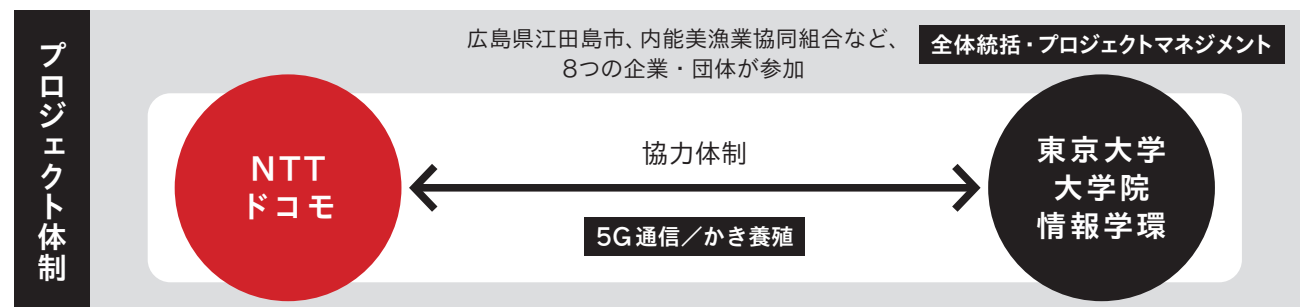 プロジェクト体制
広島県江田島市、内能美漁業協同組合など、
8つの企業・団体が参加
全体統括・プロジェクトマネジメント
NTT
ドコモ
協力体制
5G通信／かき養殖
東京大学
大学院
情報学環